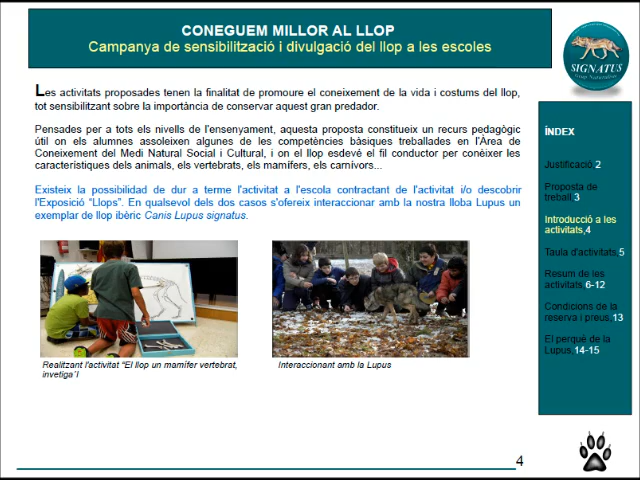 CONEGUEM MILLOR AL LLOP
Campanya de sensibilització i divulgació del llop a les escoles
SIGNATUS
Les activitats proposades tenen la finalitat de promoure el coneixement de la vida i costums del llop,
tot sensibilitzant sobre la importància de conservar aquest gran predador.
Pensades per a tots els nivells de l'ensenyament, aquesta proposta constitueix un recurs pedagògic
útil on els alumnes assoleixen algunes de les competències bàsiques treballades en l'Àrea de
Coneixement del Medi Natural Social i Cultural, i on el llop esdevé el fil conductor per conèixer les
característiques dels animals, els vertebrats, els mamífers, els carnívors...
Existeix la possibilidad de dur a terme l'activitat a l'escola contractant de l'activitat i/o descobrir
l'Exposició "Llops". En qualsevol dels dos casos s'ofereix interaccionar amb la nostra lloba Lupus un
exemplar de llop ibèric Canis Lupus signatus.
Realitzant l'activitat "El llop un mamífer vertebrat,
invetiga´l
Interaccionant amb la Lupus
ÍNDEX
Justificació,2
Proposta de
treball,3
Introducció a les
activitats,4
Taula d'activitats,5
Resum de les
activitats,6-12
Condicions de la
reserva i preus,13
El perquè de la
Lupus,14-15
4